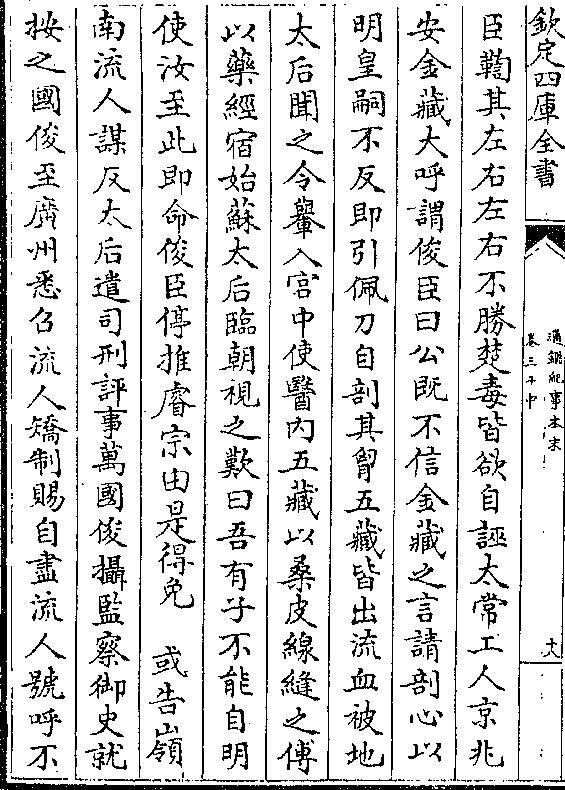 欽定四庫全書
通鑑紀事本末
卷三十中
十八
臣鞫其左右左右不勝楚毒皆欲自誣太常工人京兆
安金藏大呼謂俊臣曰公既不信金藏之言請剖心以
明皇嗣不反即引佩刀自剖其胷五藏皆出流血被地
太后聞之令轝入宮中使醫内五藏以桑皮線縫之傅
以藥經宿始蘇太后臨朝視之歎曰吾有子不能自明
使汝至此即命俊臣停推睿宗由是得免　或告嶺
南流人謀反太后遣司刑評事萬國俊攝監察御史就
按之國俊至廣州悉召流人矯制賜自盡流人號呼不